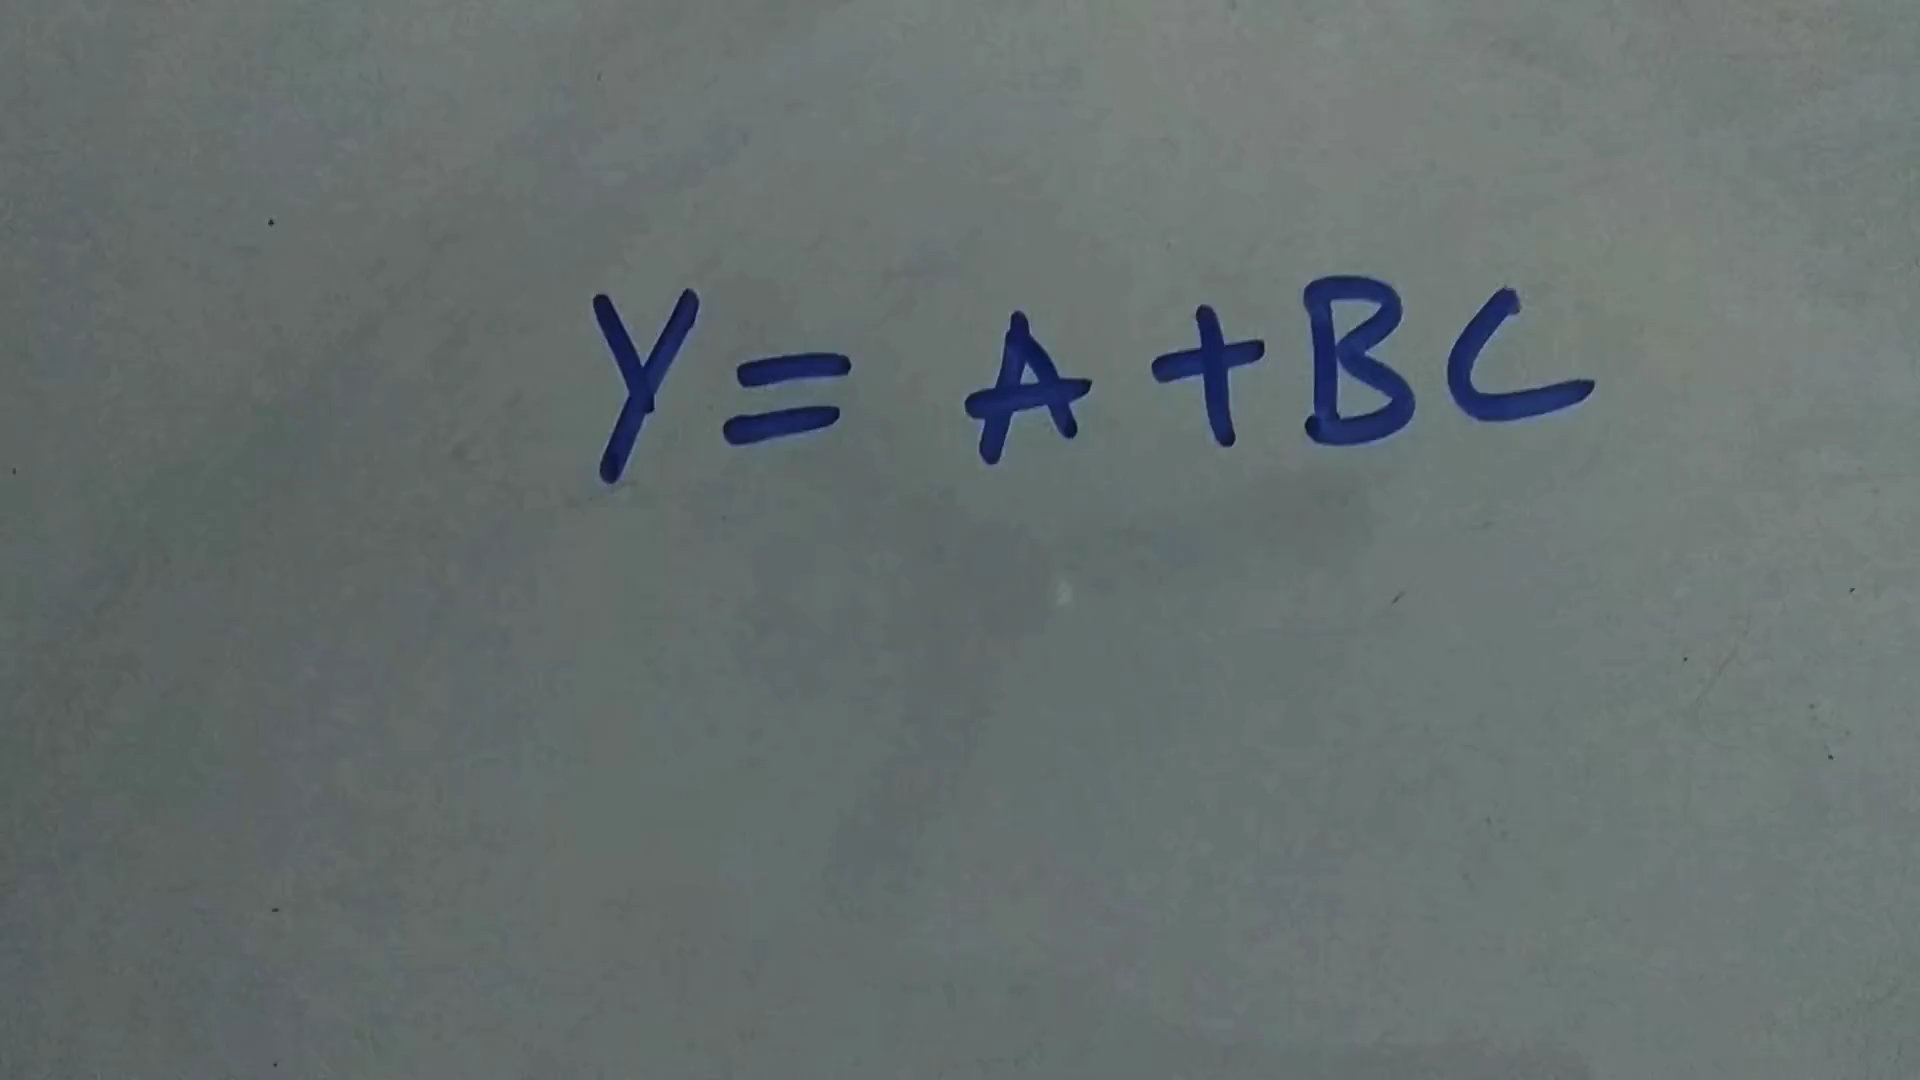 Y = A + BC